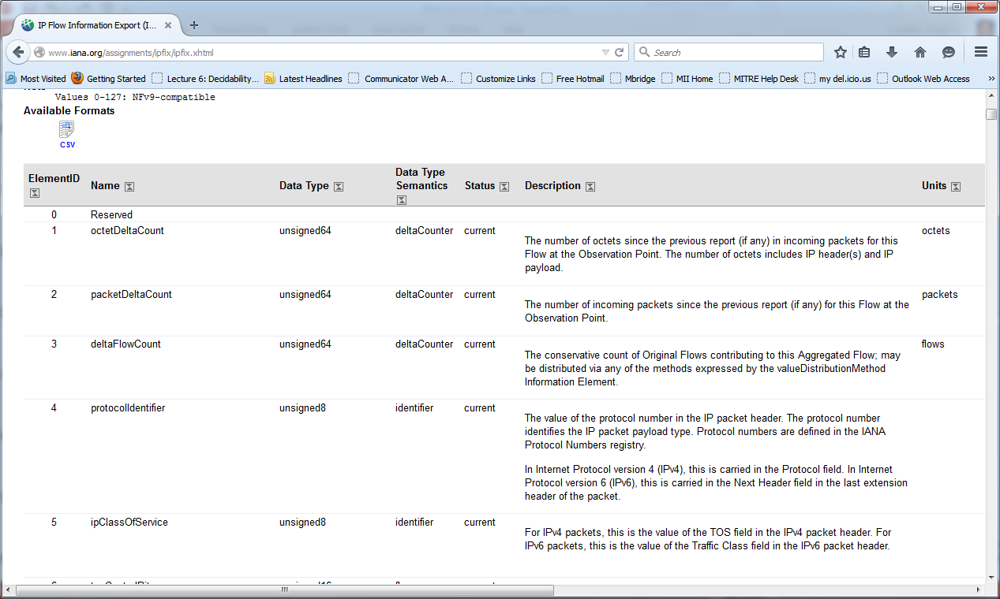 IP Flow Information Export (I...
www.iana.org/assignments/ipfix/ipfix.xhtml
Search
Most Visited Getting Started Lecture 6: Decidability... Latest Headlines Communicator Web A... Customize Links Free Hotmail Mbridge MII Home MITRE Help Desk my del.icio.us Outlook Web Access »
Values 0-127: NFv9-compatible
Available Formats
CSV
ElementID Name Data Type Data Type Semantics Status Description Units
0 Reserved
1 octetDeltaCount unsigned64 deltaCounter current octets
The number of octets since the previous report (if any) in incoming packets for this
Flow at the Observation Point. The number of octets includes IP header(s) and IP
payload.
2 packetDeltaCount unsigned64 deltaCounter current packets
The number of incoming packets since the previous report (if any) for this Flow at the
Observation Point.
3 deltaFlowCount unsigned64 deltaCounter current flows
The conservative count of Original Flows contributing to this Aggregated Flow; may
be distributed via any of the methods expressed by the valueDistributionMethod
Information Element.
4 protocolIdentifier unsigned8 identifier current
The value of the protocol number in the IP packet header. The protocol number
identifies the IP packet payload type. Protocol numbers are defined in the IANA
Protocol Numbers registry.
In Internet Protocol version 4 (IPv4), this is carried in the Protocol field. In Internet
Protocol version 6 (IPv6), this is carried in the Next Header field in the last extension
header of the packet.
5 ipClassOfService unsigned8 identifier current
For IPv4 packets, this is the value of the TOS field in the IPv4 packet header. For
IPv6 packets, this is the value of the Traffic Class field in the IPv6 packet header.